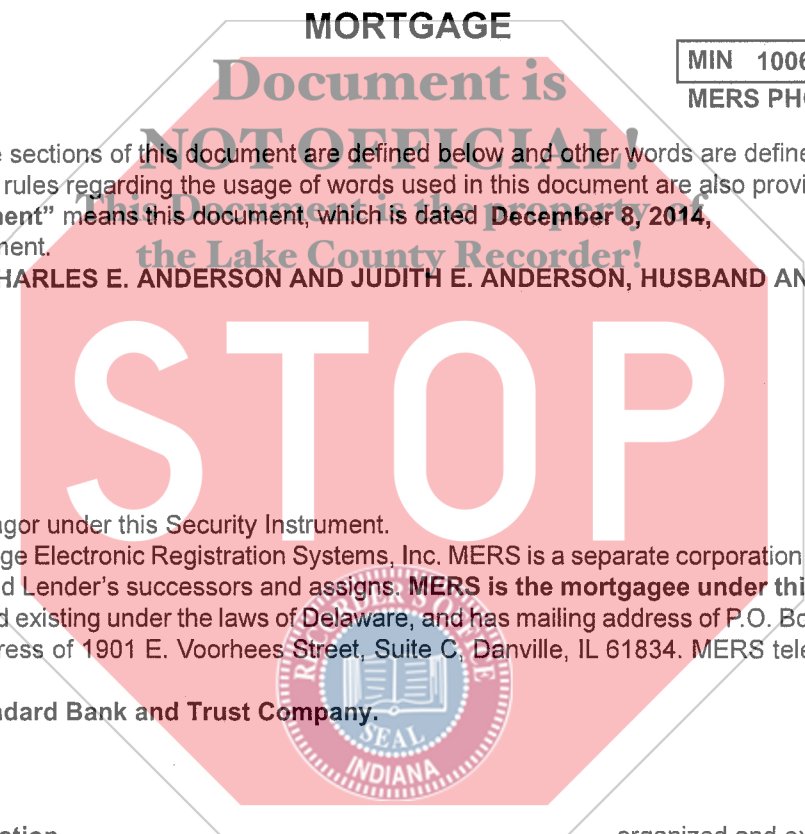 MORTGAGE
Document is
MIN 1006
MERS PHO
NOT OFFICIAL!
e sections of this document are defined below and other words are define
rules regarding the usage of words used in this document are also provi
This Document is the property of
nent” means this document, which is dated December 8, 2014,
ment.
the Lake County Recorder!
HARLES E. ANDERSON AND JUDITH E. ANDERSON, HUSBAND AN
STOP
agor under this Security Instrument.
ge Electronic Registration Systems, Inc. MERS is a separate corporation
d Lender's successors and assigns. MERS is the mortgagee under thi
d existing under the laws of Delaware, and has mailing address of P.O. Bo
ress of 1901 E. Voorhees Street, Suite C, Danville, IL 61834. MERS tele
RECORDER'S OFFICE
ndard Bank and Trust Company.
SEAL
INDIANA